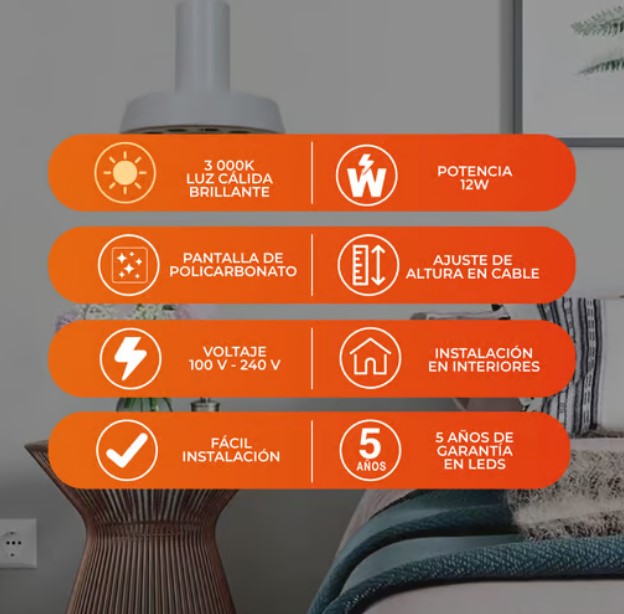 3 000K
LUZ CÁLIDA
BRILLANTE
W
POTENCIA
12W
PANTALLA DE
POLICARBONATO
AJUSTE DE
ALTURA EN CABLE
VOLTAJE
100 V - 240 V
INSTALACIÓN
EN INTERIORES
FÁCIL
INSTALACIÓN
5
AÑOS
5 AÑOS DE
GARANTÍA
EN LEDS